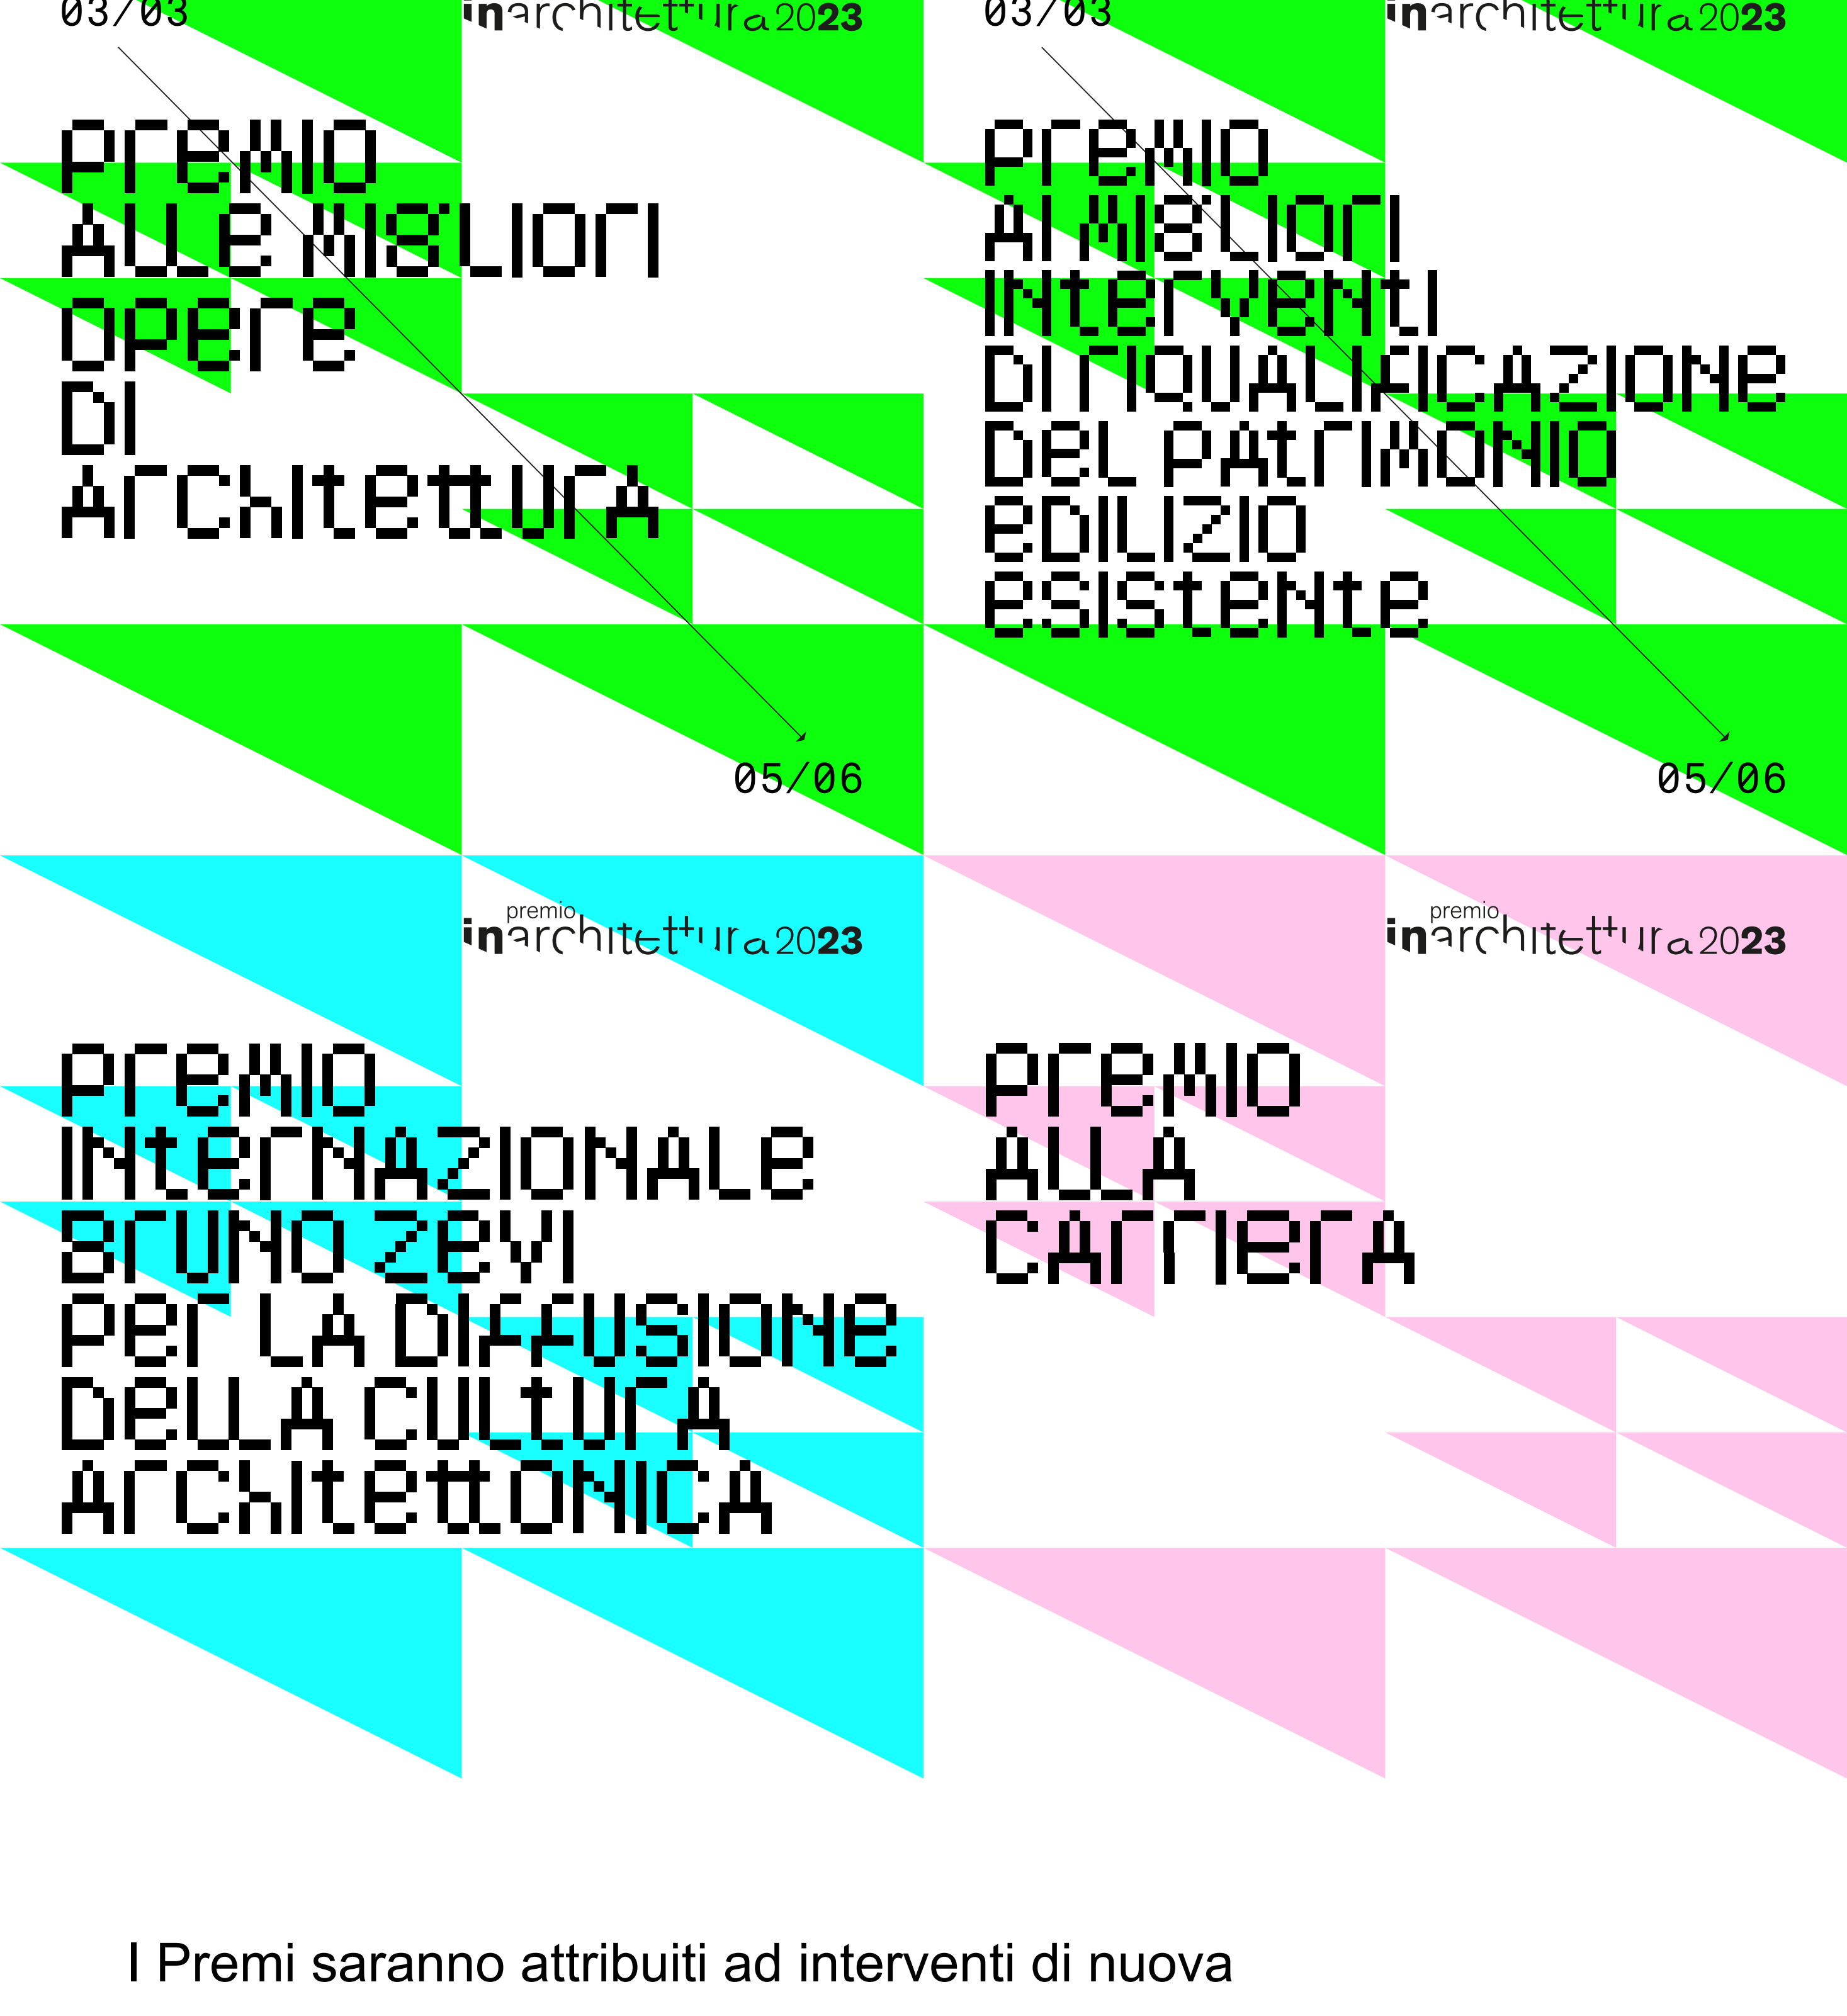 03/03
inarchitettura2023
Premio
alle migliori
opere
di
architettura
05/06
03/03
inarchitettura2023
Premio
ai migliori
interventi
di riqualificazione
del patrimonio
edilizio
esistente
05/06
premio
inarchitettura2023
Premio
internazionale
Bruno Zevi
per la diffusione
della cultura
architettonica
premio
inarchitettura2023
Premio
alla
carriera
I Premi saranno attribuiti ad interventi di nuova